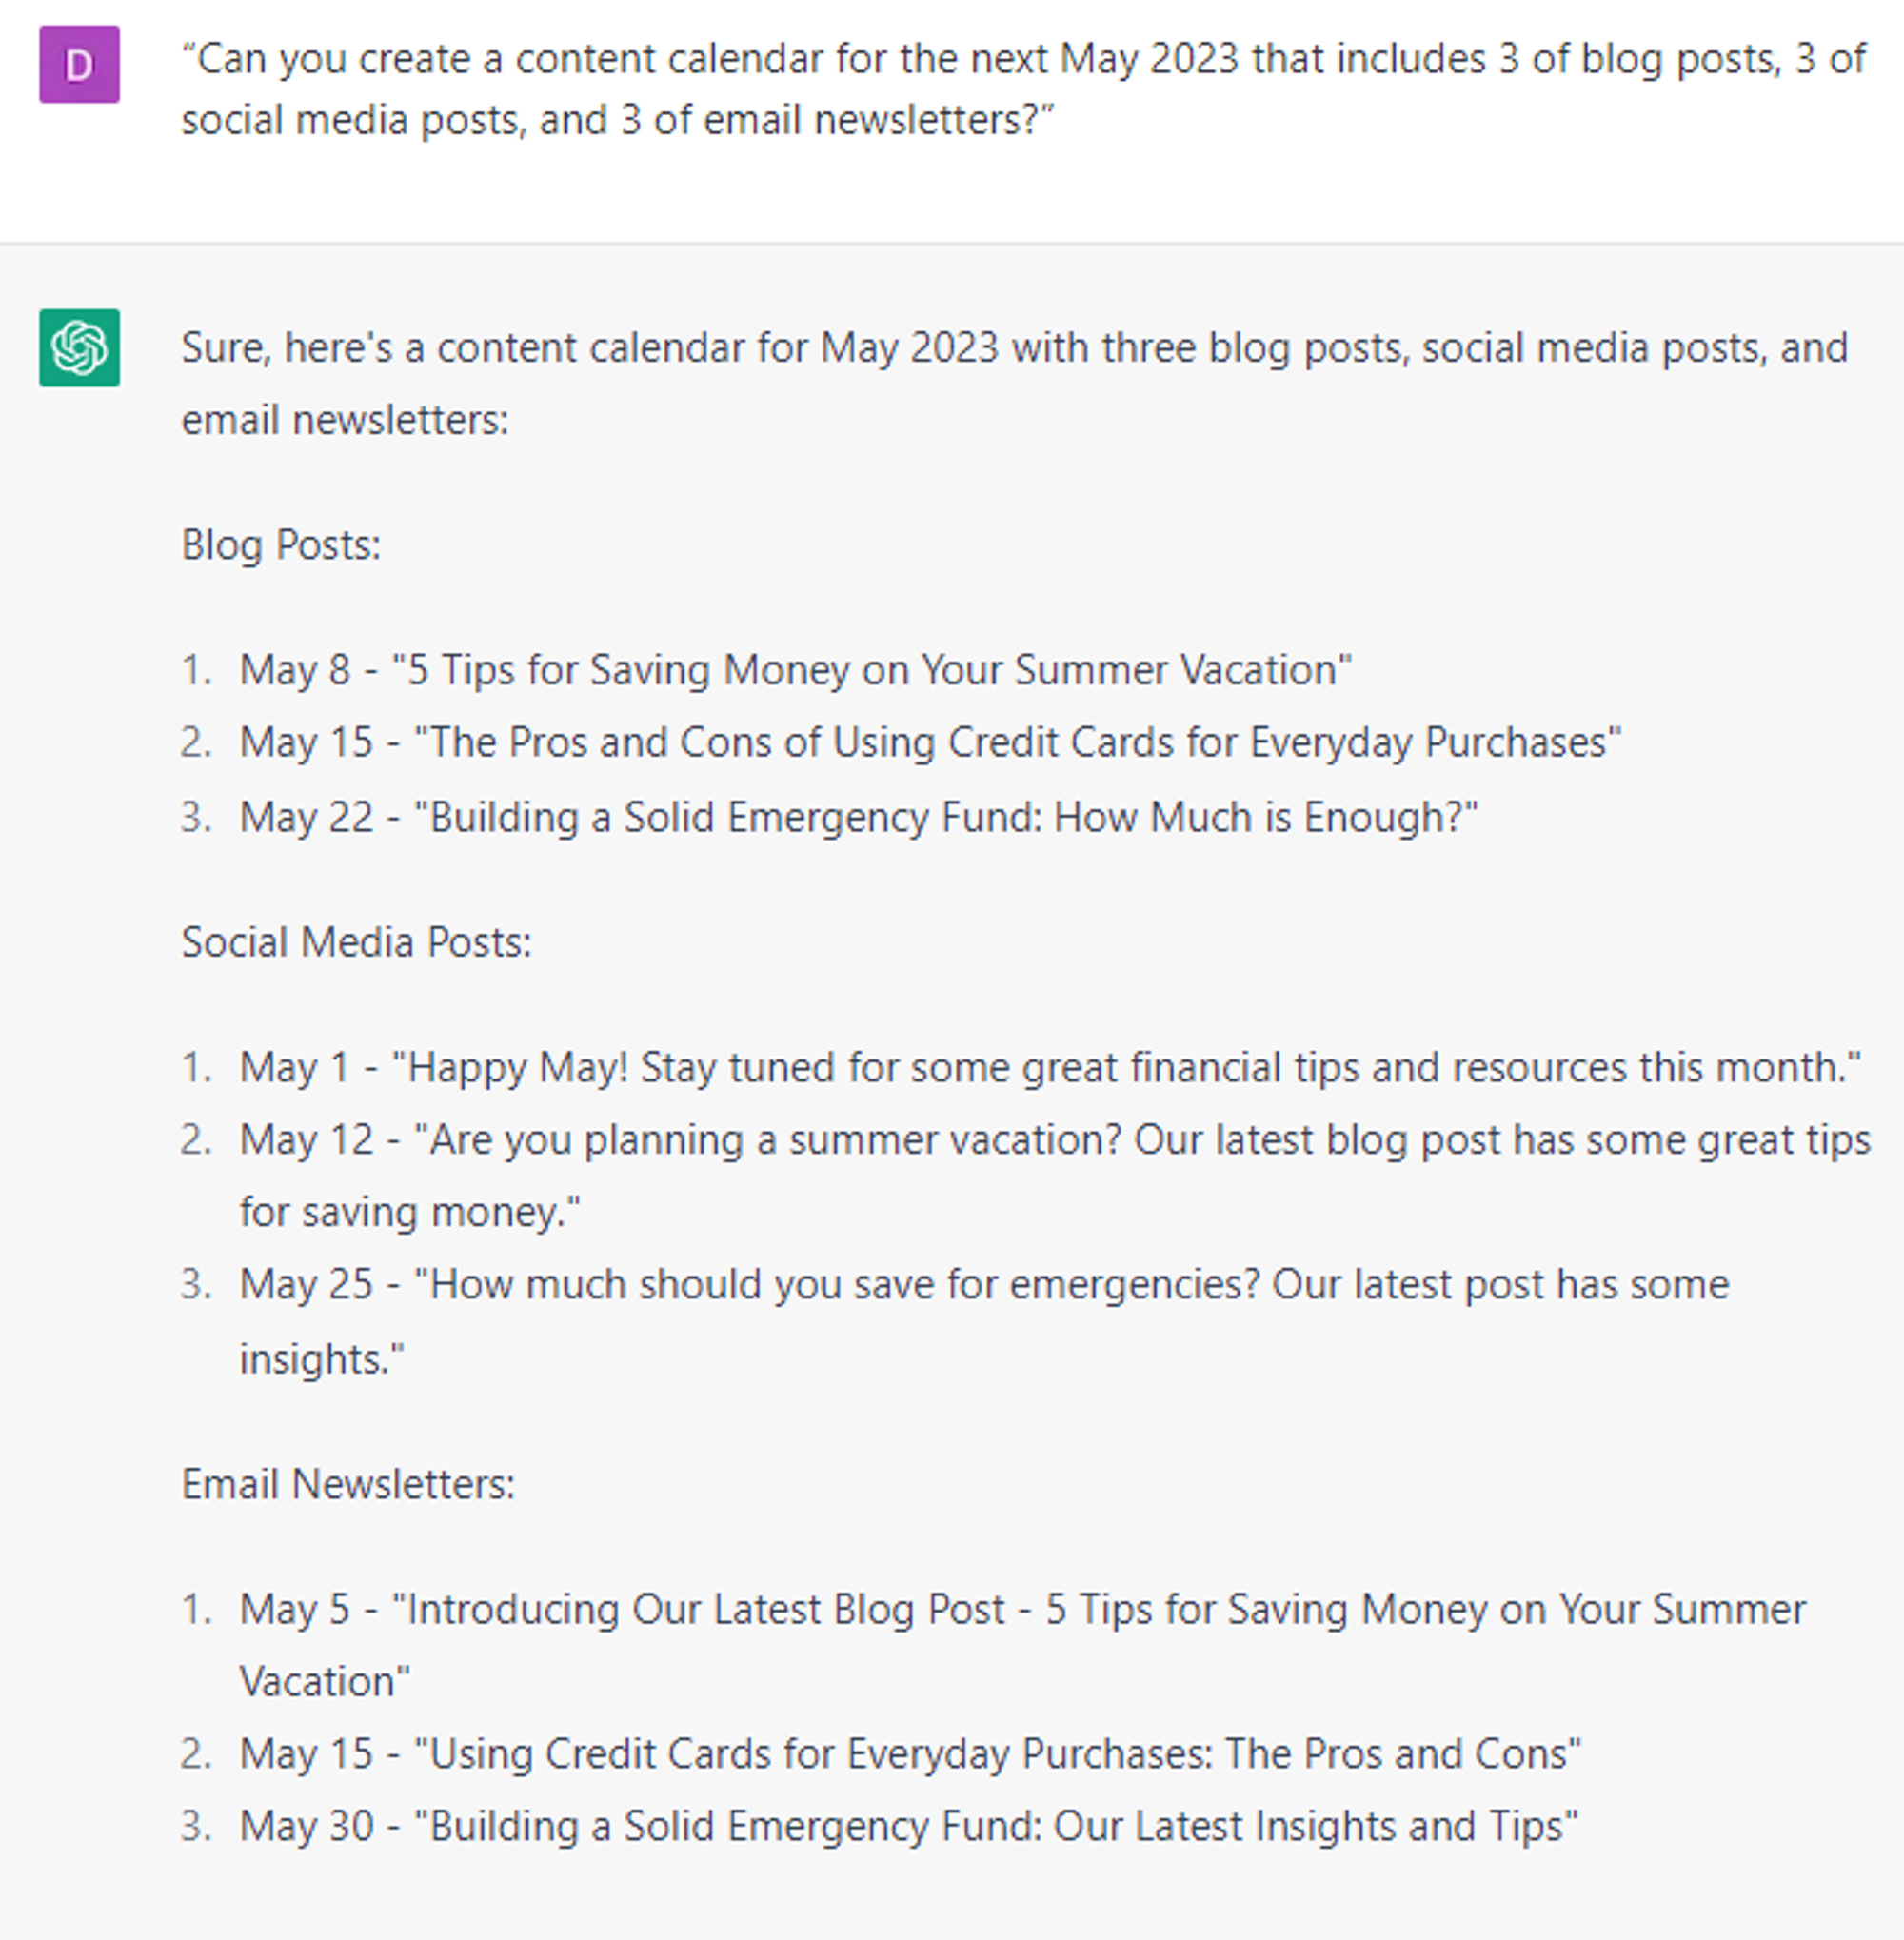 D
“Can you create a content calendar for the next May 2023 that includes 3 of blog posts, 3 of
social media posts, and 3 of email newsletters?”
Sure, here's a content calendar for May 2023 with three blog posts, social media posts, and
email newsletters:
Blog Posts:
1. May 8 - "5 Tips for Saving Money on Your Summer Vacation"
2. May 15 - "The Pros and Cons of Using Credit Cards for Everyday Purchases"
3. May 22 - "Building a Solid Emergency Fund: How Much is Enough?"
Social Media Posts:
1. May 1 - "Happy May! Stay tuned for some great financial tips and resources this month."
2. May 12 - "Are you planning a summer vacation? Our latest blog post has some great tips
for saving money."
3. May 25 - "How much should you save for emergencies? Our latest post has some
insights."
Email Newsletters:
1. May 5 - "Introducing Our Latest Blog Post - 5 Tips for Saving Money on Your Summer
Vacation"
2. May 15 - "Using Credit Cards for Everyday Purchases: The Pros and Cons"
3. May 30 - "Building a Solid Emergency Fund: Our Latest Insights and Tips"